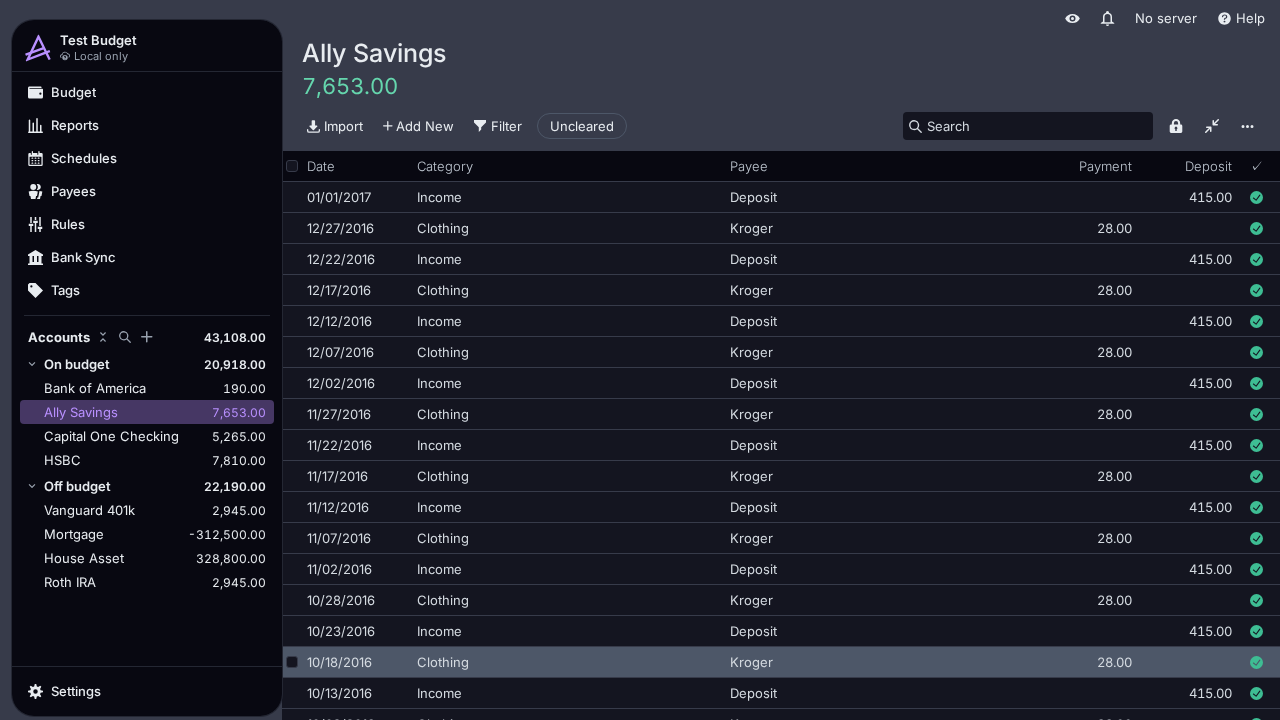 Test Budget
Local only
Budget
Reports
Schedules
Payees
Rules
Bank Sync
Tags
Accounts 43,108.00
On budget 20,918.00
Bank of America 190.00
Ally Savings 7,653.00
Capital One Checking 5,265.00
HSBC 7,810.00
Off budget 22,190.00
Vanguard 401k 2,945.00
Mortgage -312,500.00
House Asset 328,800.00
Roth IRA 2,945.00
Settings
No server Help
Ally Savings
7,653.00
Import Add New Filter Uncleared Search
Date Category Payee Payment Deposit ✓
01/01/2017 Income Deposit 415.00
12/27/2016 Clothing Kroger 28.00
12/22/2016 Income Deposit 415.00
12/17/2016 Clothing Kroger 28.00
12/12/2016 Income Deposit 415.00
12/07/2016 Clothing Kroger 28.00
12/02/2016 Income Deposit 415.00
11/27/2016 Clothing Kroger 28.00
11/22/2016 Income Deposit 415.00
11/17/2016 Clothing Kroger 28.00
11/12/2016 Income Deposit 415.00
11/07/2016 Clothing Kroger 28.00
11/02/2016 Income Deposit 415.00
10/28/2016 Clothing Kroger 28.00
10/23/2016 Income Deposit 415.00
10/18/2016 Clothing Kroger 28.00
10/13/2016 Income Deposit 415.00